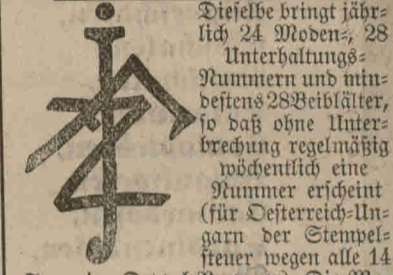 Dieselbe bringt jähr-
lich 24 Moden-, 28
Unterhaltungs-
Nummern und min-
destens 28 Beiblätter,
so daß ohne Unter-
brechung regelmäßig
wöchentlich eine
Nummer erscheint
(für Oesterreich-Un-
garn der Stempel-
steuer wegen alle 14